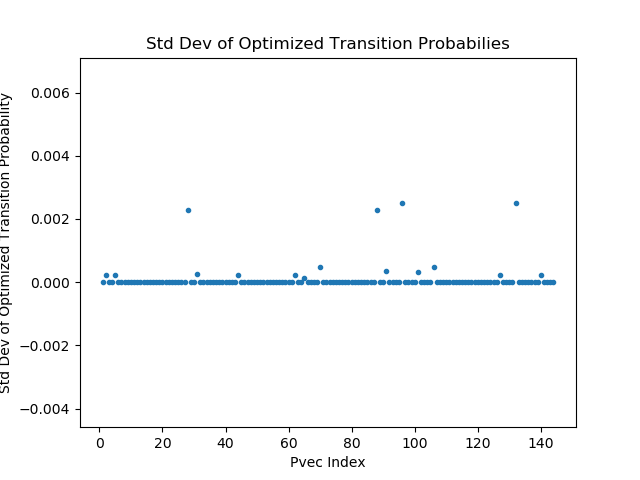 Std Dev of Optimized Transition Probabilies
Std Dev of Optimized Transition Probability
0.006
0.004
0.002
0.000
−0.002
−0.004
0 20 40 60 80 100 120 140
Pvec Index